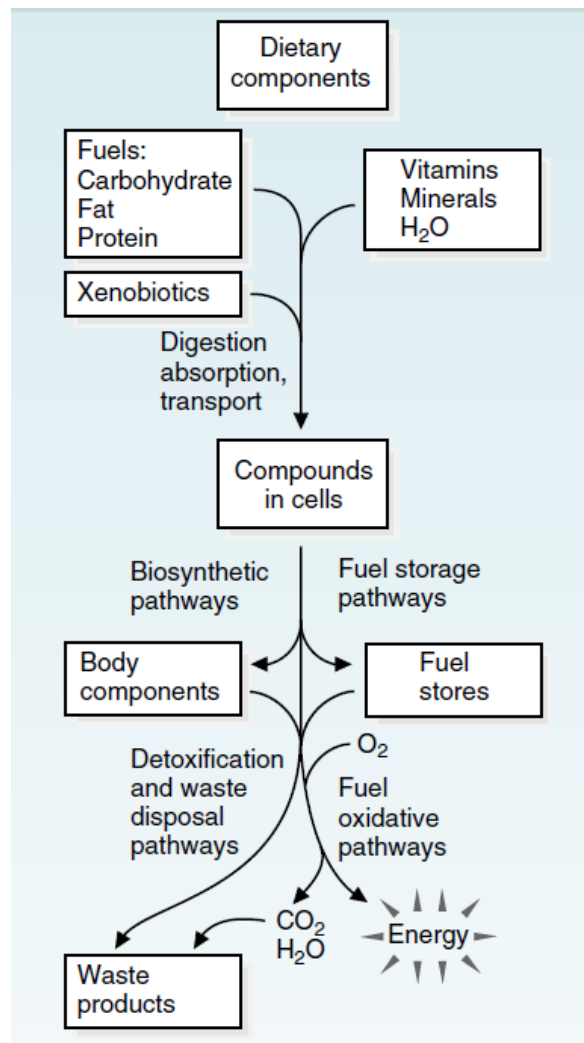 Dietary
components
Fuels:
Carbohydrate
Fat
Protein
Vitamins
Minerals
H₂O
Xenobiotics
Digestion
absorption,
transport
Compounds
in cells
Biosynthetic
pathways
Fuel storage
pathways
Body
components
Fuel
stores
O₂
Detoxification
and waste
disposal
pathways
Fuel
oxidative
pathways
CO₂
H₂O
Energy
Waste
products